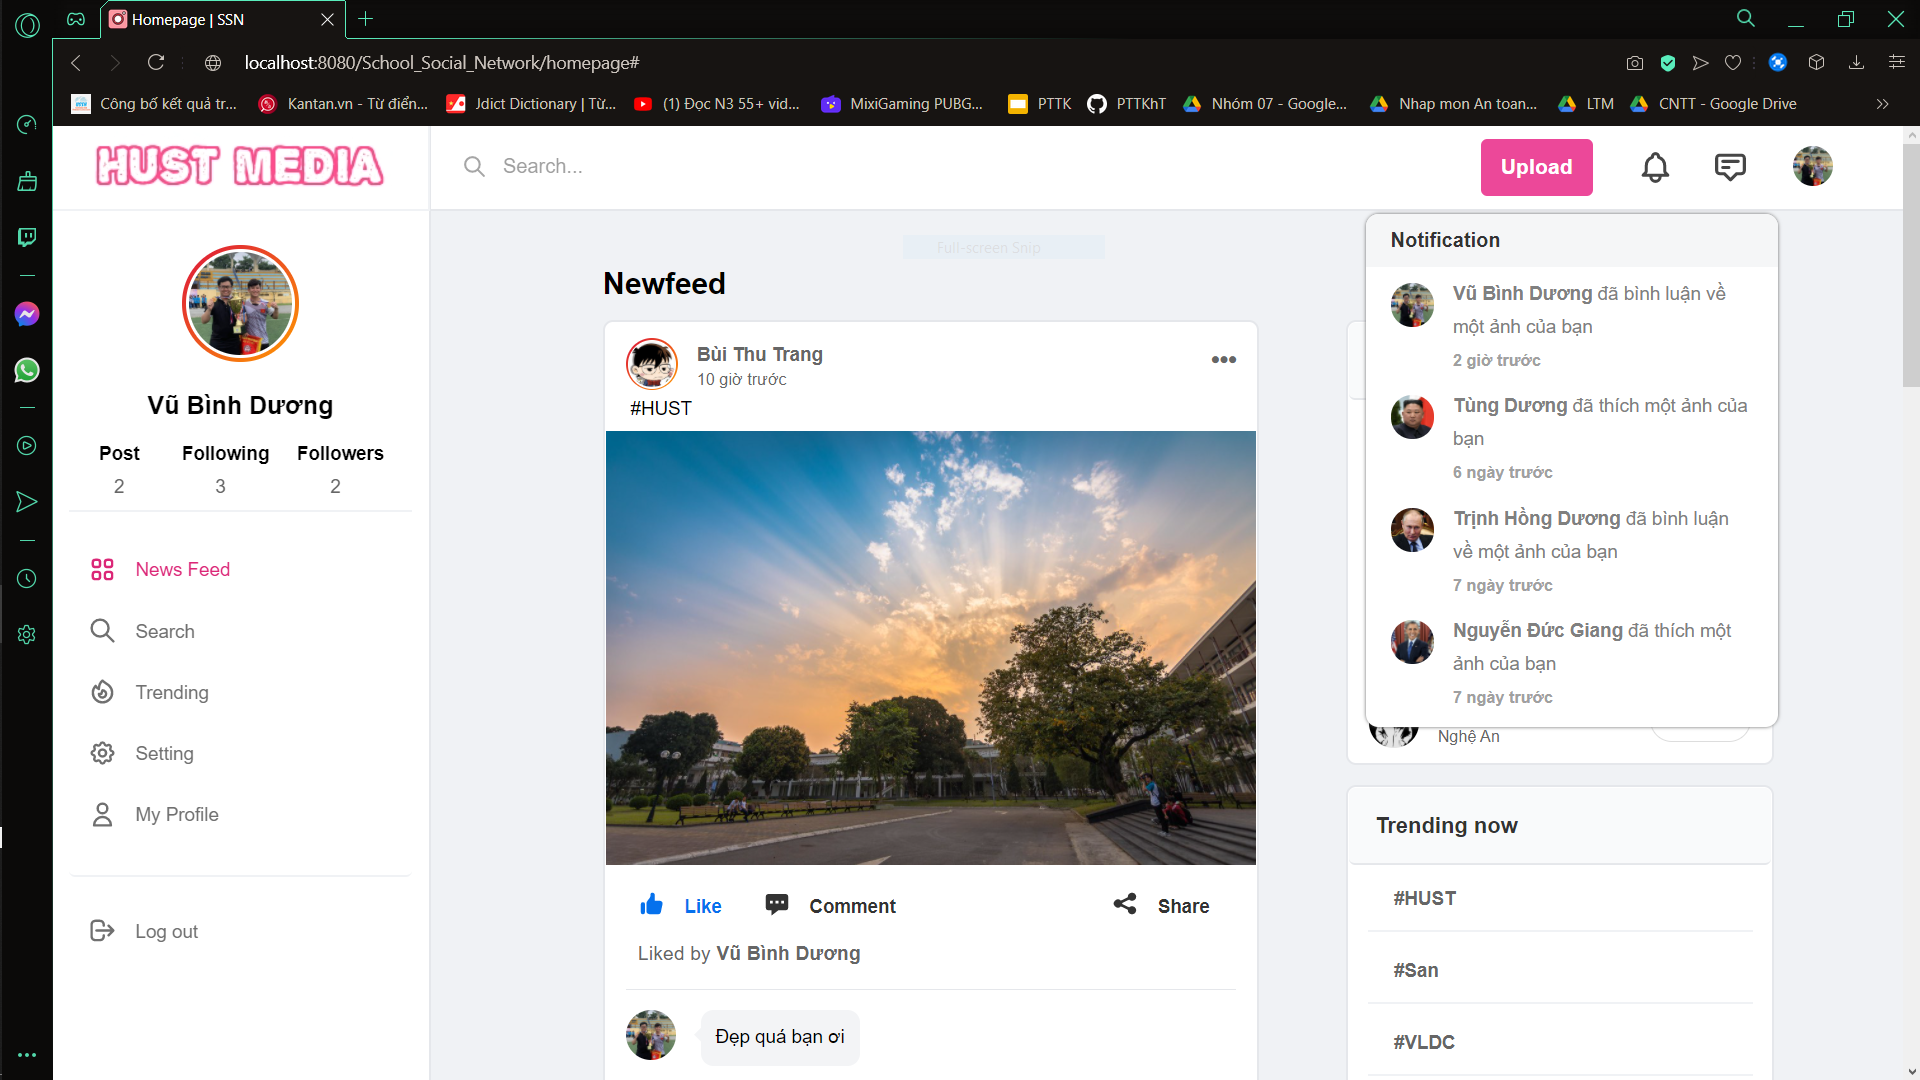 Homepage | SSN
localhost:8080/School_Social_Network/homepage#
Công bố kết quả tr...
Kantan.vn - Từ điển...
Jdict Dictionary | Từ...
(1) Đọc N3 55+ vid...
MixiGaming PUBG...
PTTK
PTTKhT
Nhóm 07 - Google...
Nhap mon An toan...
LTM
CNTT - Google Drive
HUST MEDIA
Search...
Upload
Vũ Bình Dương
Post Following Followers
2 3 2
News Feed
Search
Trending
Setting
My Profile
Log out
Full-screen Snip
Newfeed
Bùi Thu Trang
10 giờ trước
#HUST
Like Comment Share
Liked by Vũ Bình Dương
Đẹp quá bạn ơi
Notification
Vũ Bình Dương đã bình luận về
một ảnh của bạn
2 giờ trước
Tùng Dương đã thích một ảnh của
bạn
6 ngày trước
Trịnh Hồng Dương đã bình luận
về một ảnh của bạn
7 ngày trước
Nguyễn Đức Giang đã thích một
ảnh của bạn
7 ngày trước
Nghệ An
Trending now
#HUST
#San
#VLDC